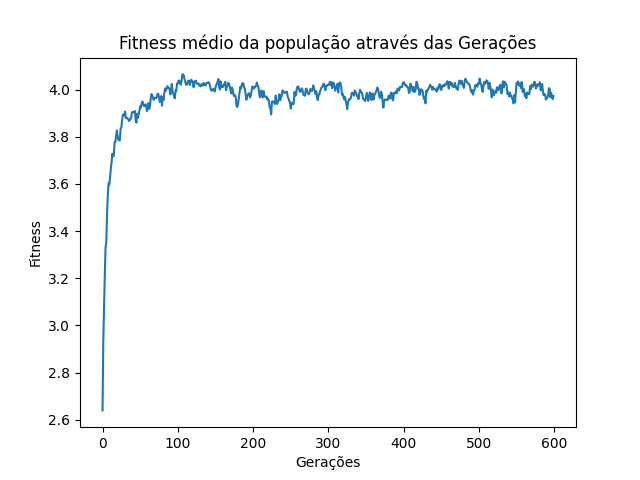 Fitness médio da população através das Gerações
4.0
3.8
3.6
3.4
3.2
3.0
2.8
2.6
Fitness
0 100 200 300 400 500 600
Gerações